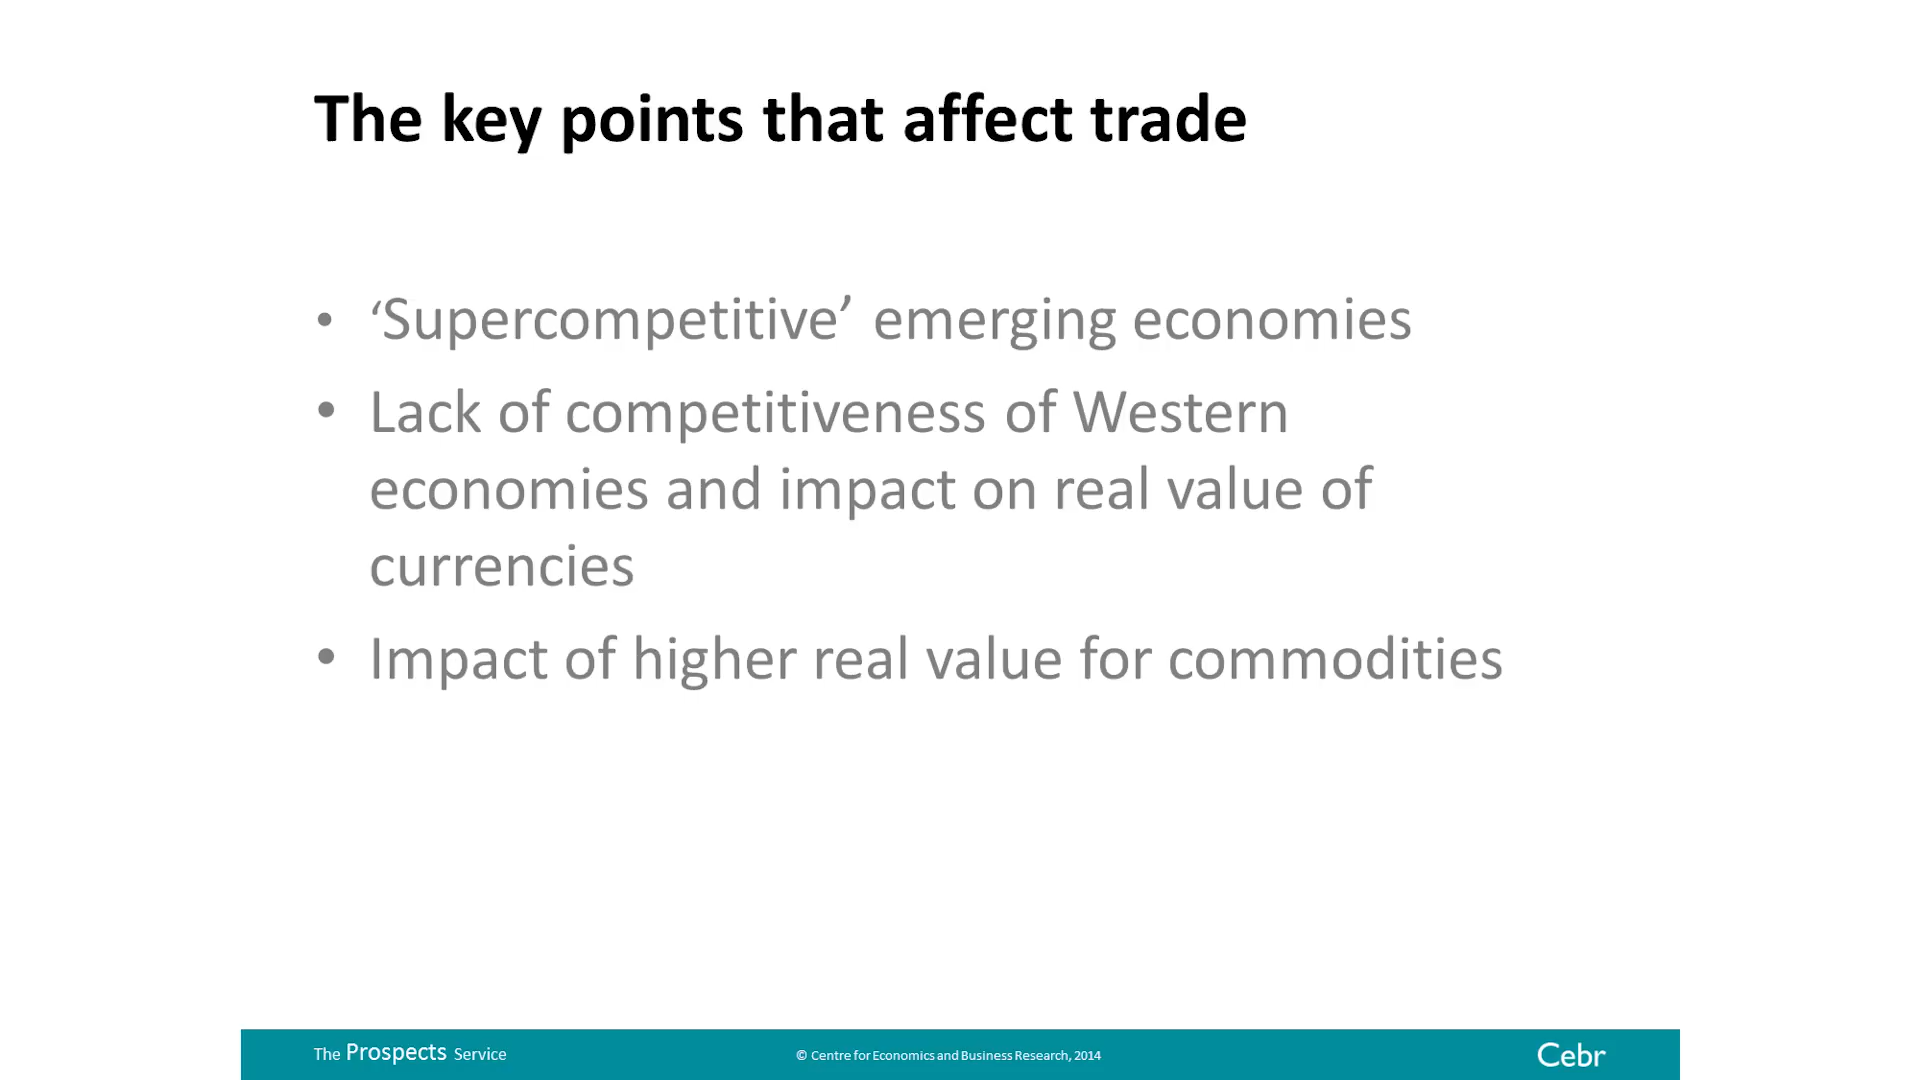 The key points that affect trade
• ‘Supercompetitive’ emerging economies
• Lack of competitiveness of Western
economies and impact on real value of
currencies
• Impact of higher real value for commodities
The Prospects Service
© Centre for Economics and Business Research, 2014
Cebr